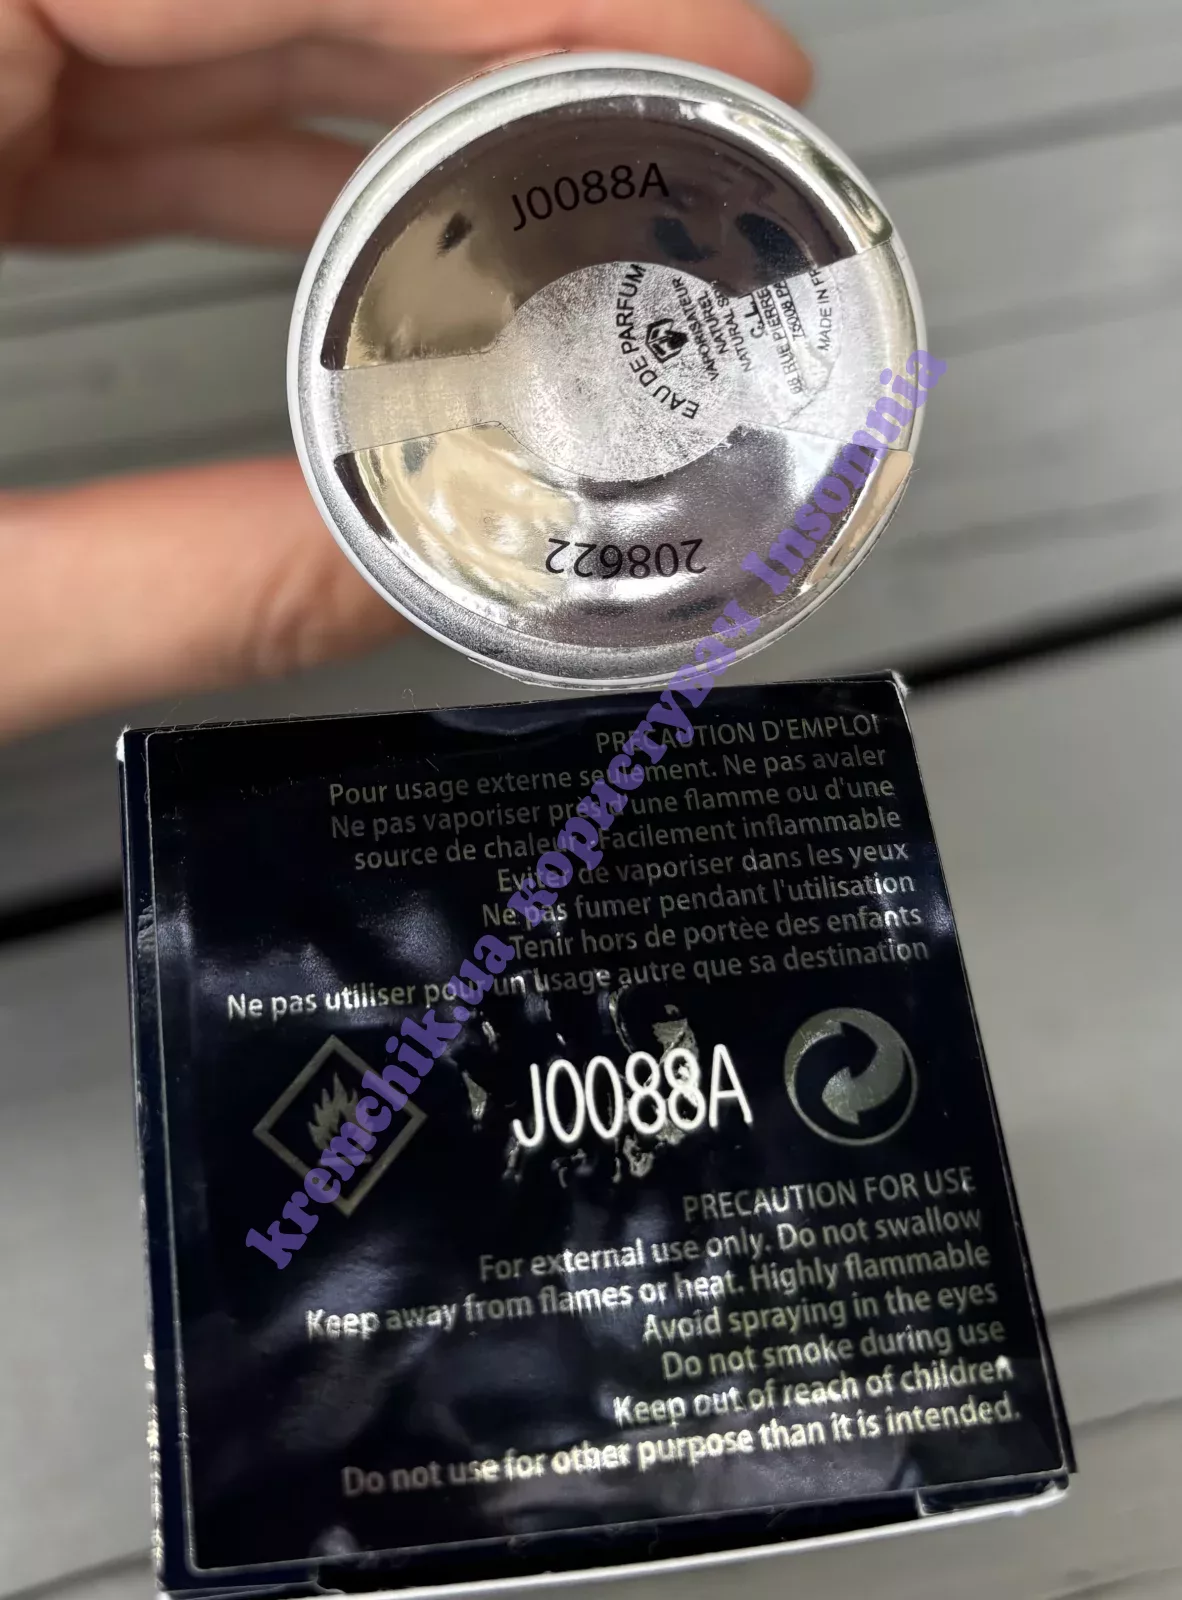 J0088A
EAU DE PARFUM
VAPORISATEUR
NATUREL
NATURAL
MADE IN
208622
PRECAUTION D'EMPLOI
Pour usage externe seulement. Ne pas avaler
Ne pas vaporiser près d'une flamme ou d'une
source de chaleur. Facilement inflammable
Eviter de vaporiser dans les yeux
Ne pas fumer pendant l'utilisation
Tenir hors de portèe des enfants
Ne pas utiliser pour un usage autre que sa destination
J0088A
PRECAUTION FOR USE
For external use only. Do not swallow
Keep away from flames or heat. Highly flammable
Avoid spraying in the eyes
Do not smoke during use
Keep out of reach of children
Do not use for other purpose than it is intended.
kremchik.ua користувач Insomnia